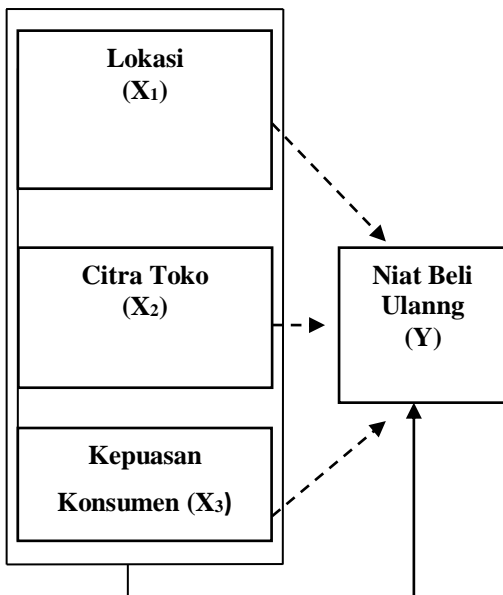 Lokasi
(X₁)
Citra Toko
(X₂)
Niat Beli
Ulanng
(Y)
Kepuasan
Konsumen (X₃)